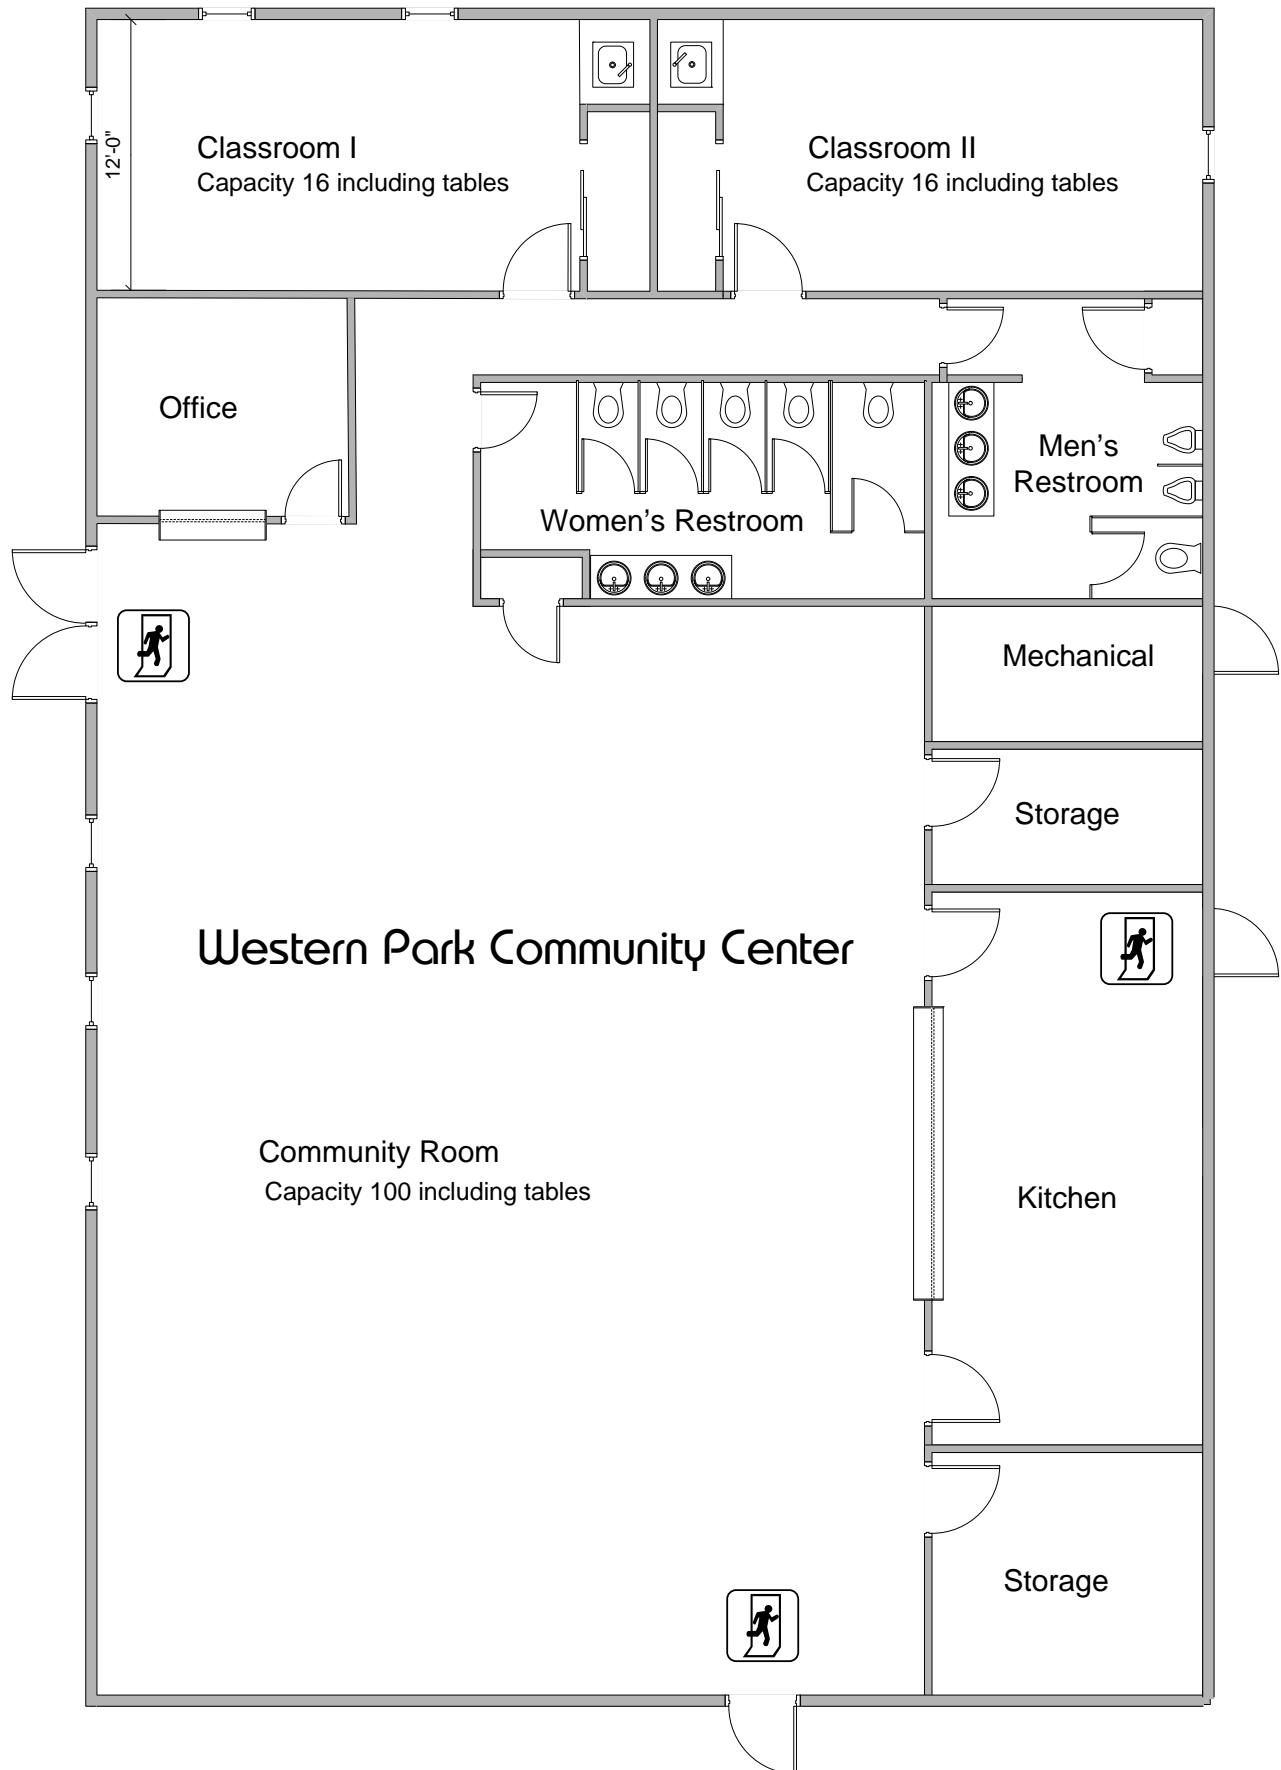 12'-0"
Classroom I
Capacity 16 including tables
Classroom II
Capacity 16 including tables
Office
Men’s
Restroom
Women’s Restroom
Mechanical
Storage
Western Park Community Center
Community Room
Capacity 100 including tables
Kitchen
Storage